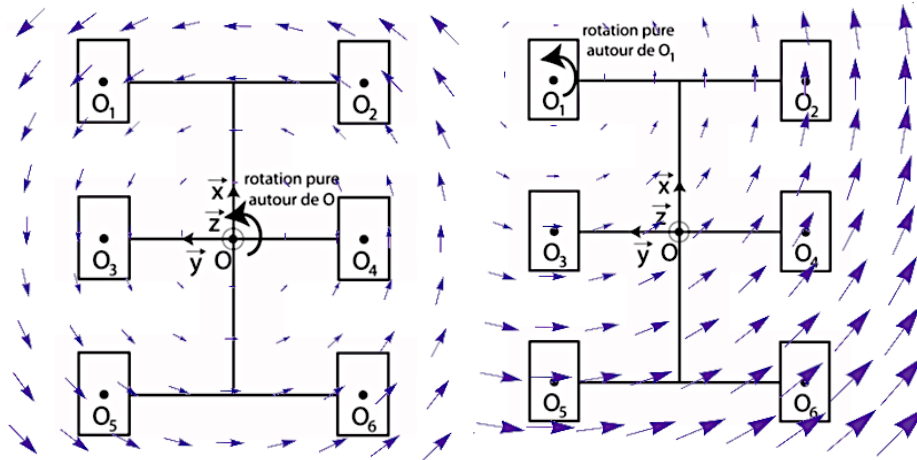 O1
O2
x
rotation pure
autour de O
z
O3
y
O
O4
O5
O6
rotation pure
autour de O1
O1
O2
x
z
O3
y
O
O4
O5
O6